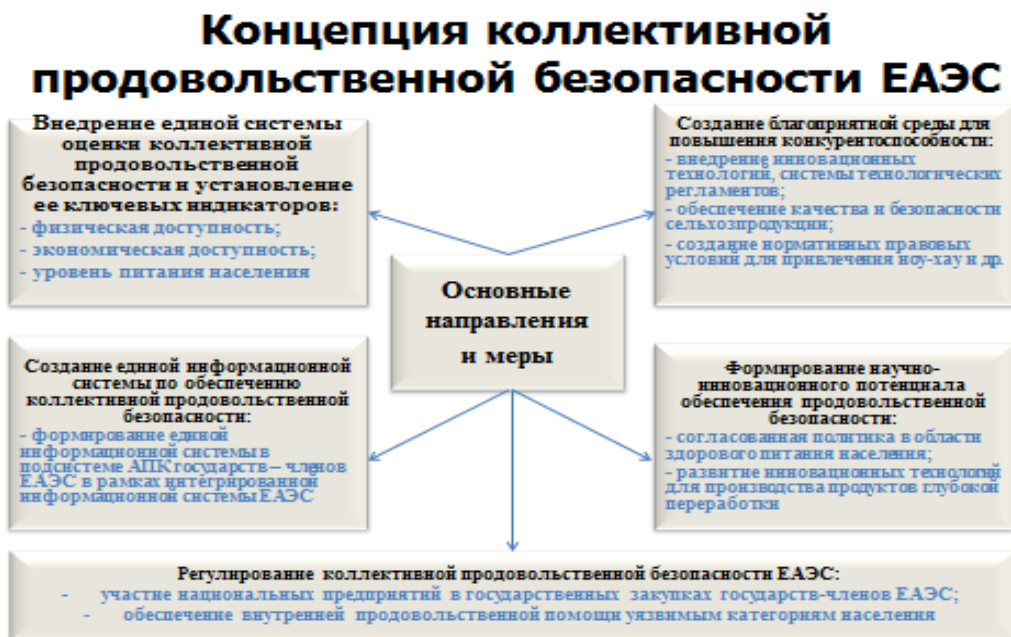 Концепция коллективной
продовольственной безопасности ЕАЭС
Внедрение единой системы
оценки коллективной
продовольственной
безопасности и установление
ее ключевых индикаторов:
- физическая доступность;
- экономическая доступность;
- уровень питания населения
Создание благоприятной среды для
повышения конкурентоспособности:
- внедрение инновационных
технологий, системы технологических
регламентов;
- обеспечение качества и безопасности
сельхозпродукции;
- создание нормативных правовых
условий для привлечения ноу-хау и др.
Основные
направления
и меры
Создание единой информационной
системы по обеспечению
коллективной продовольственной
безопасности:
- формирование единой
информационной системы в
подсистеме АПК государств – членов
ЕАЭС в рамках интегрированной
информационной системы ЕАЭС
Формирование научно-
инновационного потенциала
обеспечения продовольственной
безопасности:
- согласованная политика в области
здорового питания населения;
- развитие инновационных технологий
для производства продуктов глубокой
переработки
Регулирование коллективной продовольственной безопасности ЕАЭС:
- участие национальных предприятий в государственных закупках государств-членов ЕАЭС;
- обеспечение внутренней продовольственной помощи уязвимым категориям населения